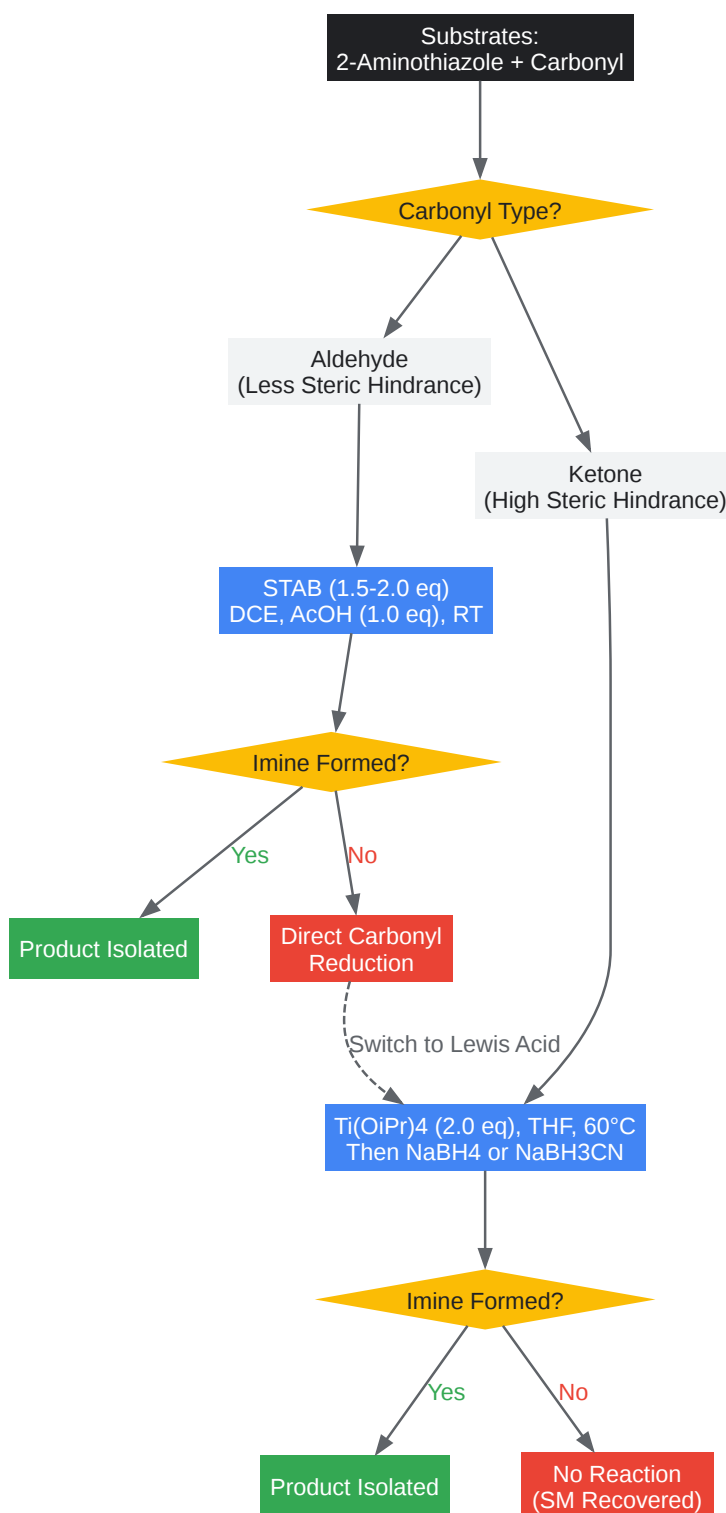 Substrates:
2-Aminothiazole + Carbonyl
Carbonyl Type?
Aldehyde
(Less Steric Hindrance)
Ketone
(High Steric Hindrance)
STAB (1.5-2.0 eq)
DCE, AcOH (1.0 eq), RT
Imine Formed?
Yes
No
Product Isolated
Direct Carbonyl
Reduction
Switch to Lewis Acid
Ti(OiPr)4 (2.0 eq), THF, 60°C
Then NaBH4 or NaBH3CN
Imine Formed?
Yes
No
Product Isolated
No Reaction
(SM Recovered)